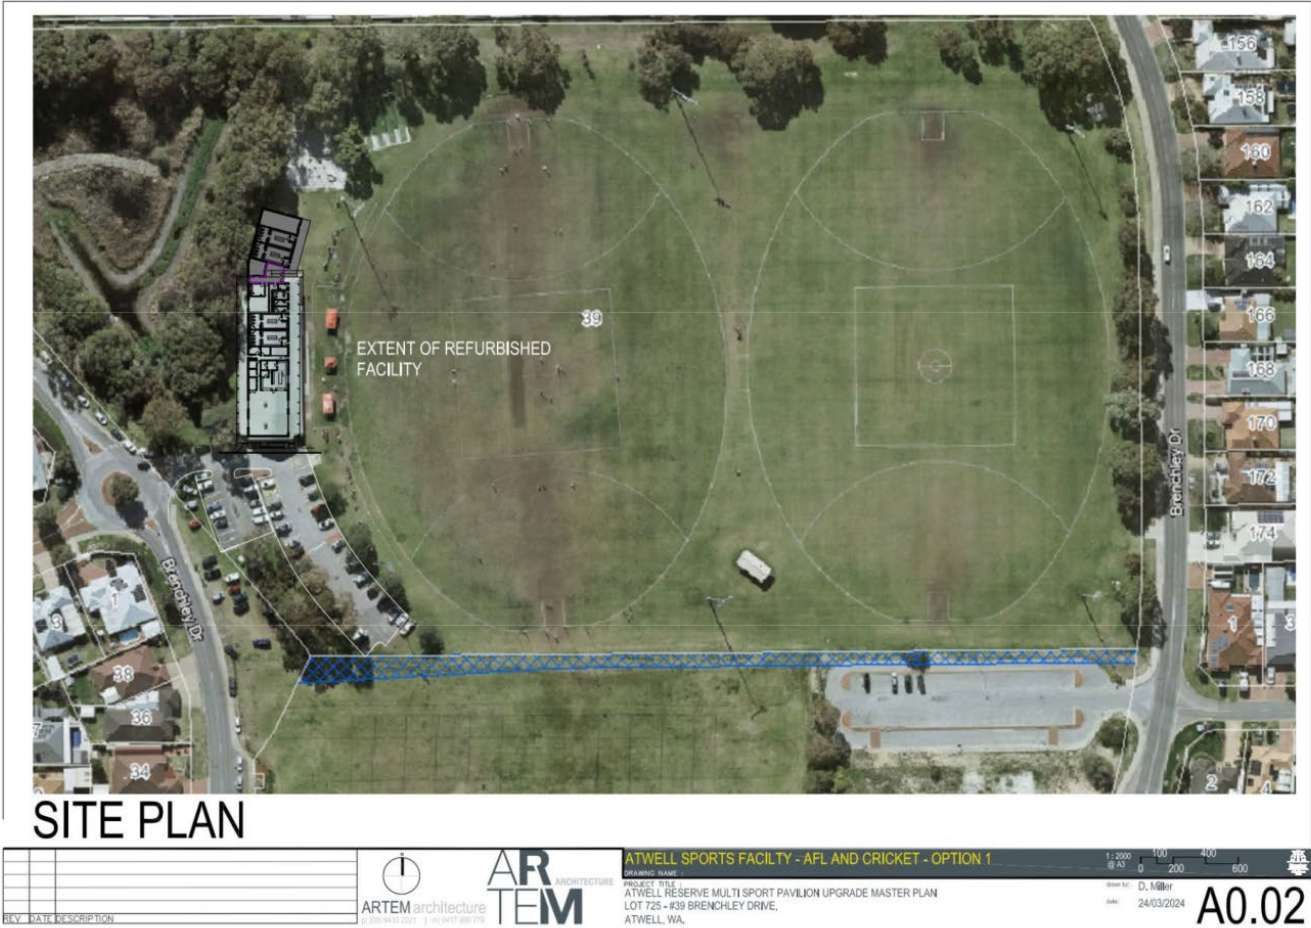 156
158
160
162
164
166
168
170
172
174
1
3
39
EXTENT OF REFURBISHED
FACILITY
Brenchley Dr
Brenchley Dr
1
3
38
36
34
7
2
4
SITE PLAN
REV DATE DESCRIPTION
ARTEM architecture
ARTEM
ARCHITECTURE
ATWELL SPORTS FACILTY - AFL AND CRICKET - OPTION 1
DRAWING NAME :
PROJECT TITLE :
ATWELL RESERVE MULTI SPORT PAVILION UPGRADE MASTER PLAN
LOT 725 - #39 BRENCHLEY DRIVE,
ATWELL, WA.
1 : 2000
@ A3
0 100 200 400 600
D. Miller
24/03/2024
A0.02